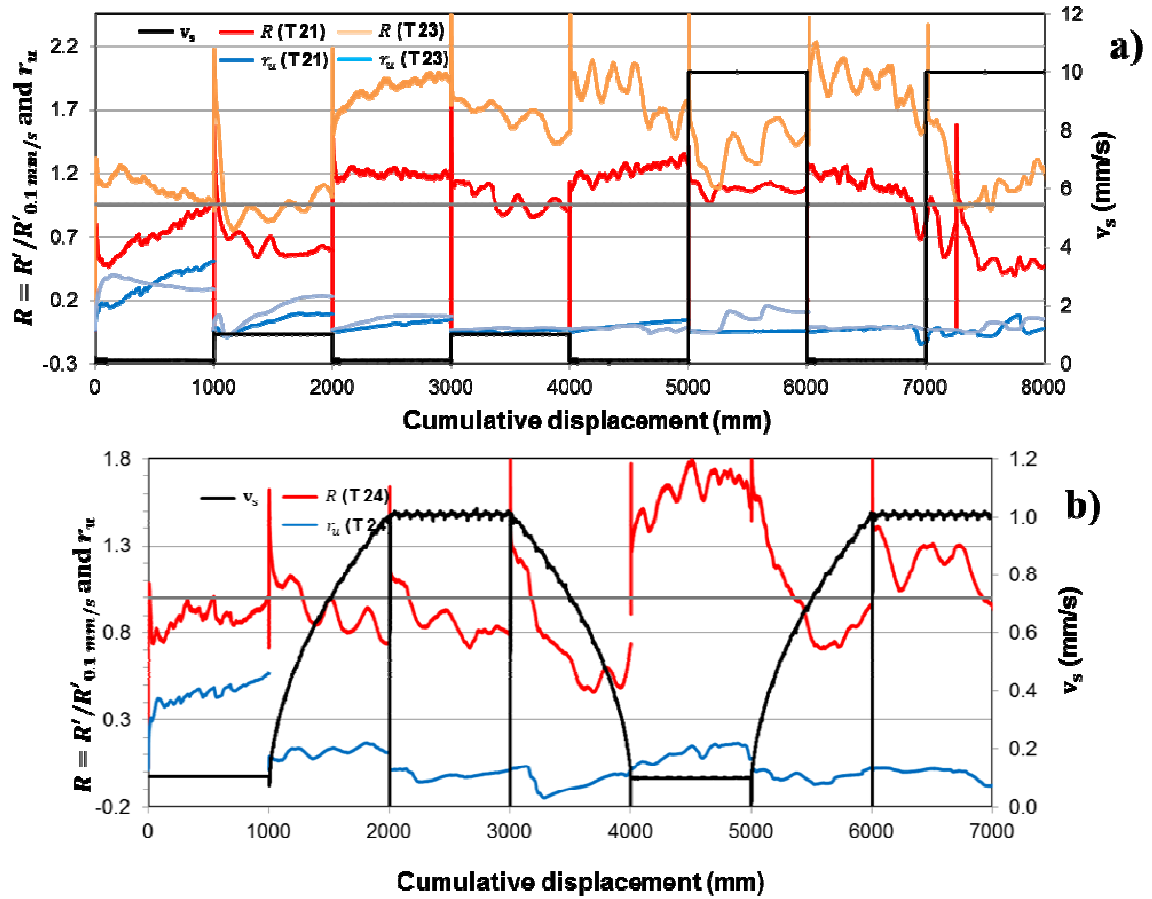 vₛ R (T21) R (T23)
rᵤ (T21) rᵤ (T23)
a)
R = R'/R'0.1 mm/s and rᵤ
2.2
1.7
1.2
0.7
0.2
-0.3
12
10
8
6
4
2
0
vₛ (mm/s)
0 1000 2000 3000 4000 5000 6000 7000 8000
Cumulative displacement (mm)
vₛ R (T24)
rᵤ (T24
b)
R = R'/R'0.1 mm/s and rᵤ
1.8
1.3
0.8
0.3
-0.2
1.2
1.0
0.8
0.6
0.4
0.2
0.0
vₛ (mm/s)
0 1000 2000 3000 4000 5000 6000 7000
Cumulative displacement (mm)